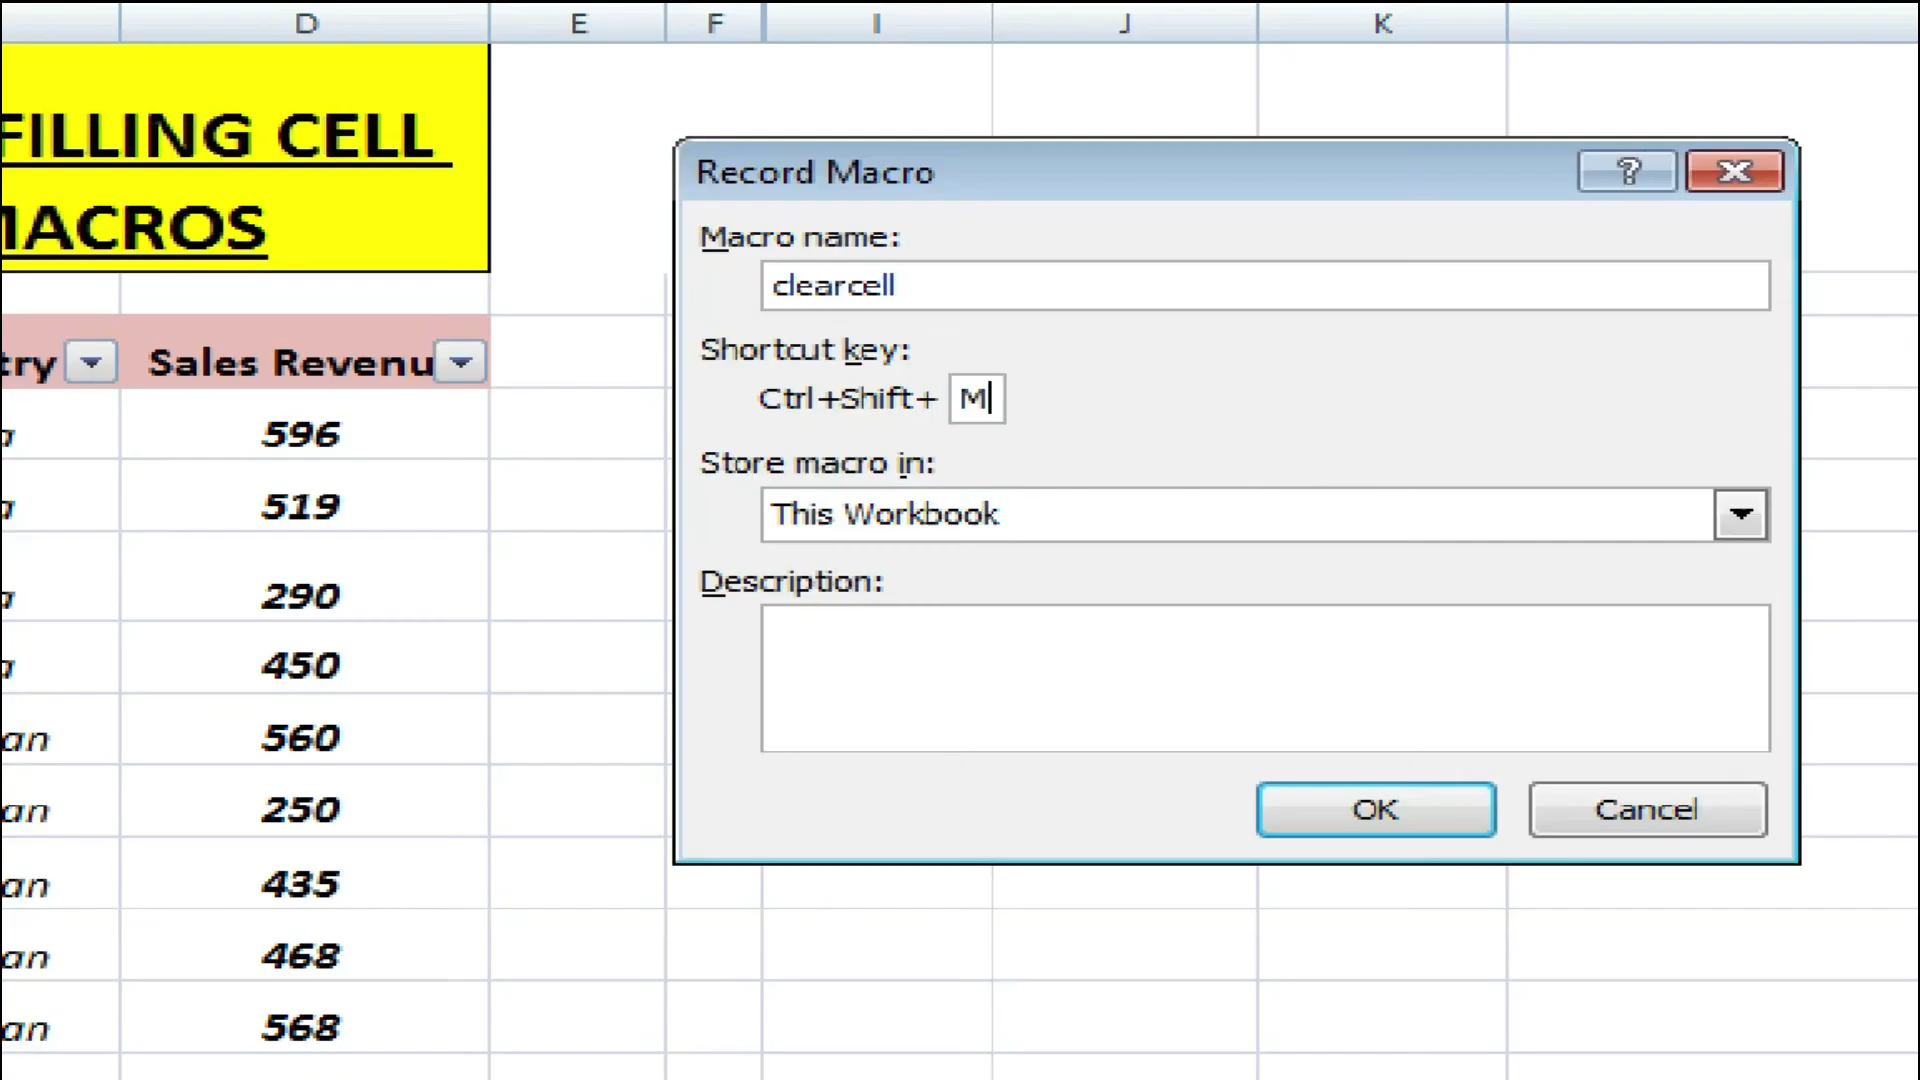 D E F I J K
FILLING CELL
MACROS
try Sales Revenu
a 596
a 519
a 290
a 450
an 560
an 250
an 435
an 468
an 568
Record Macro
Macro name:
clearcell
Shortcut key:
Ctrl+Shift+ M
Store macro in:
This Workbook
Description:
OK Cancel